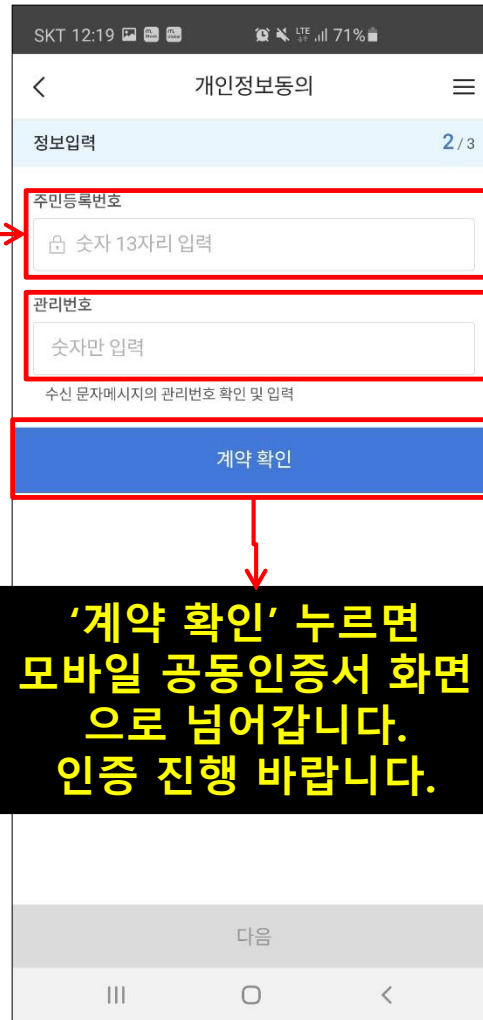 SKT 12:19 LTE 71%
개인정보동의
정보입력 2/3
주민등록번호
숫자 13자리 입력
관리번호
숫자만 입력
수신 문자메시지의 관리번호 확인 및 입력
계약 확인
‘계약 확인’ 누르면
모바일 공동인증서 화면
으로 넘어갑니다.
인증 진행 바랍니다.
다음